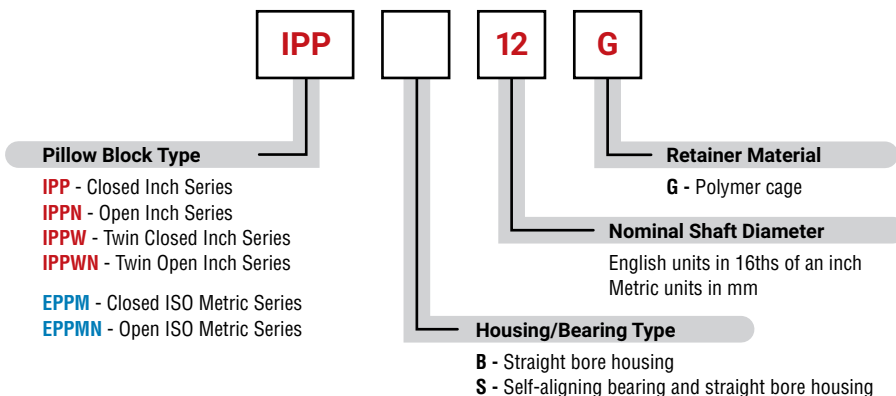 IPP 12 G
Pillow Block Type
IPP - Closed Inch Series
IPPN - Open Inch Series
IPPW - Twin Closed Inch Series
IPPWN - Twin Open Inch Series
EPPM - Closed ISO Metric Series
EPPMN - Open ISO Metric Series
Retainer Material
G - Polymer cage
Nominal Shaft Diameter
English units in 16ths of an inch
Metric units in mm
Housing/Bearing Type
B - Straight bore housing
S - Self-aligning bearing and straight bore housing